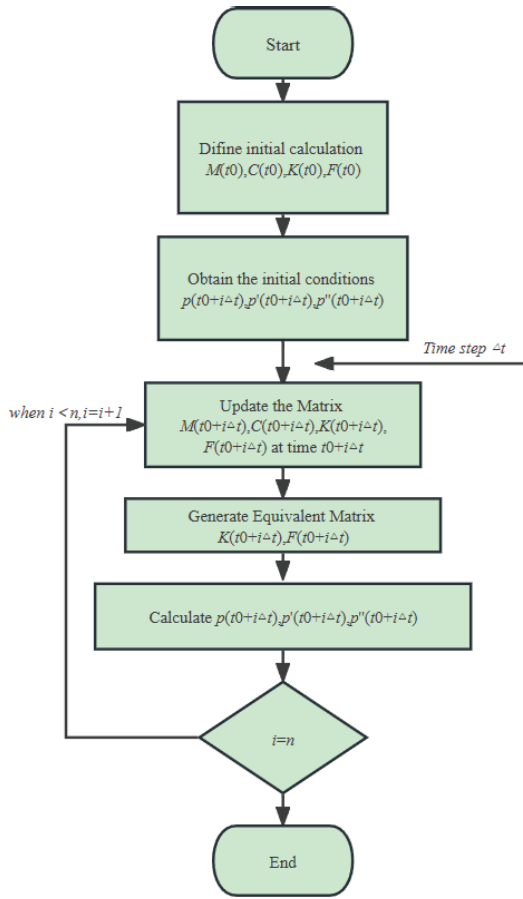 Start
Difine initial calculation
M(t0),C(t0),K(t0),F(t0)
Obtain the initial conditions
p(t0+i△t),p'(t0+i△t),p''(t0+i△t)
Time step △t
when i <n,i=i+1
Update the Matrix
M(t0+i△t),C(t0+i△t),K(t0+i△t),
F(t0+i△t) at time t0+i△t
Generate Equivalent Matrix
K(t0+i△t),F(t0+i△t)
Calculate p(t0+i△t),p'(t0+i△t),p''(t0+i△t)
i=n
End